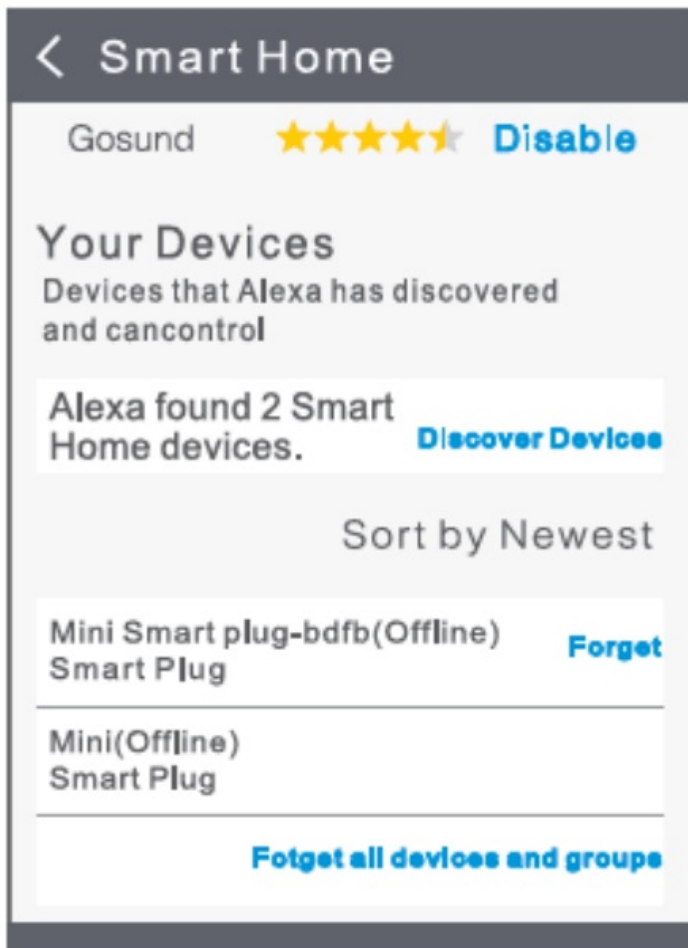 Smart Home
Gosund Disable
Your Devices
Devices that Alexa has discovered
and cancontrol
Alexa found 2 Smart
Home devices.
Discover Devices
Sort by Newest
Mini Smart plug-bdfb(Offline)
Forget
Smart Plug
Mini(Offline)
Smart Plug
Fotget all devices and groups